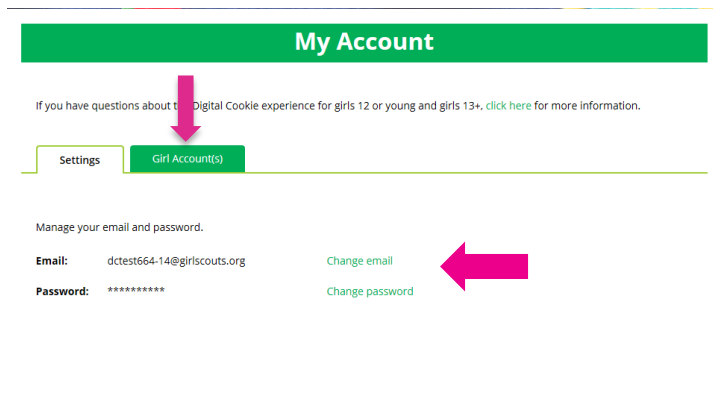 My Account
If you have questions about t Digital Cookie experience for girls 12 or young and girls 13+, click here for more information.
Settings Girl Account(s)
Manage your email and password.
Email: dctest664-14@girlscouts.org Change email
Password: ********** Change password